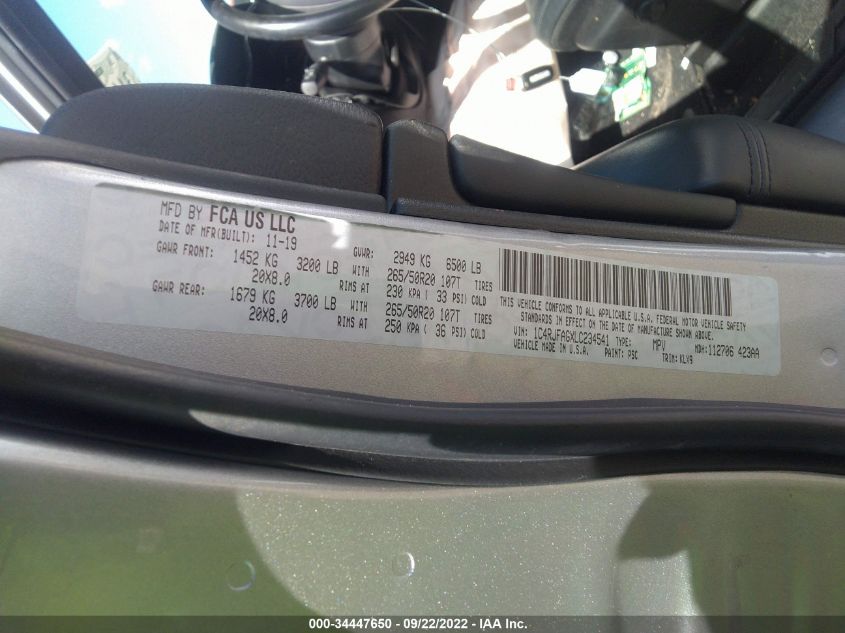 MFD BY FCA US LLC
DATE OF MFR(BUILT): 11-19 GVWR: 2949 KG 6500 LB
GAWR FRONT: 1452 KG 3200 LB WITH 265/50R20 107T TIRES
20X8.0 RIMS AT 230 KPA ( 33 PSI) COLD
GAWR REAR: 1679 KG 3700 LB WITH 265/50R20 107T TIRES
20X8.0 RIMS AT 250 KPA ( 36 PSI) COLD
THIS VEHICLE CONFORMS TO ALL APPLICABLE U.S.A. FEDERAL MOTOR VEHICLE SAFETY
STANDARDS IN EFFECT ON THE DATE OF MANUFACTURE SHOWN ABOVE.
VIN: 1C4RJFAG XLC234541 TYPE: MPV MDH: 112706 423AA
VEHICLE MADE IN U.S.A. PAINT: PSC TRIM: KLX9
000-34447650 - 09/22/2022 - IAA Inc.